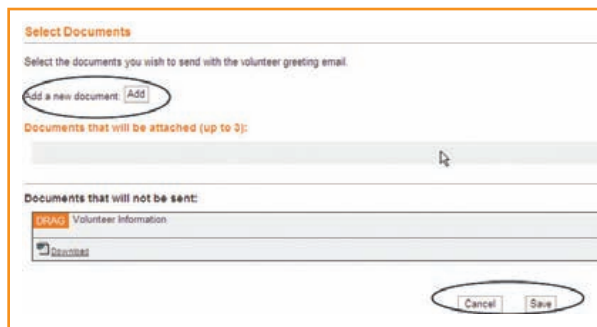 Select Documents
Select the documents you wish to send with the volunteer greeting email.
Add a new document: Add
Documents that will be attached (up to 3):
Documents that will not be sent:
DRAG Volunteer Information
Download
Cancel Save